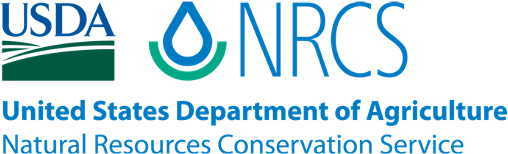 USDA NRCS
United States Department of Agriculture
Natural Resources Conservation Service